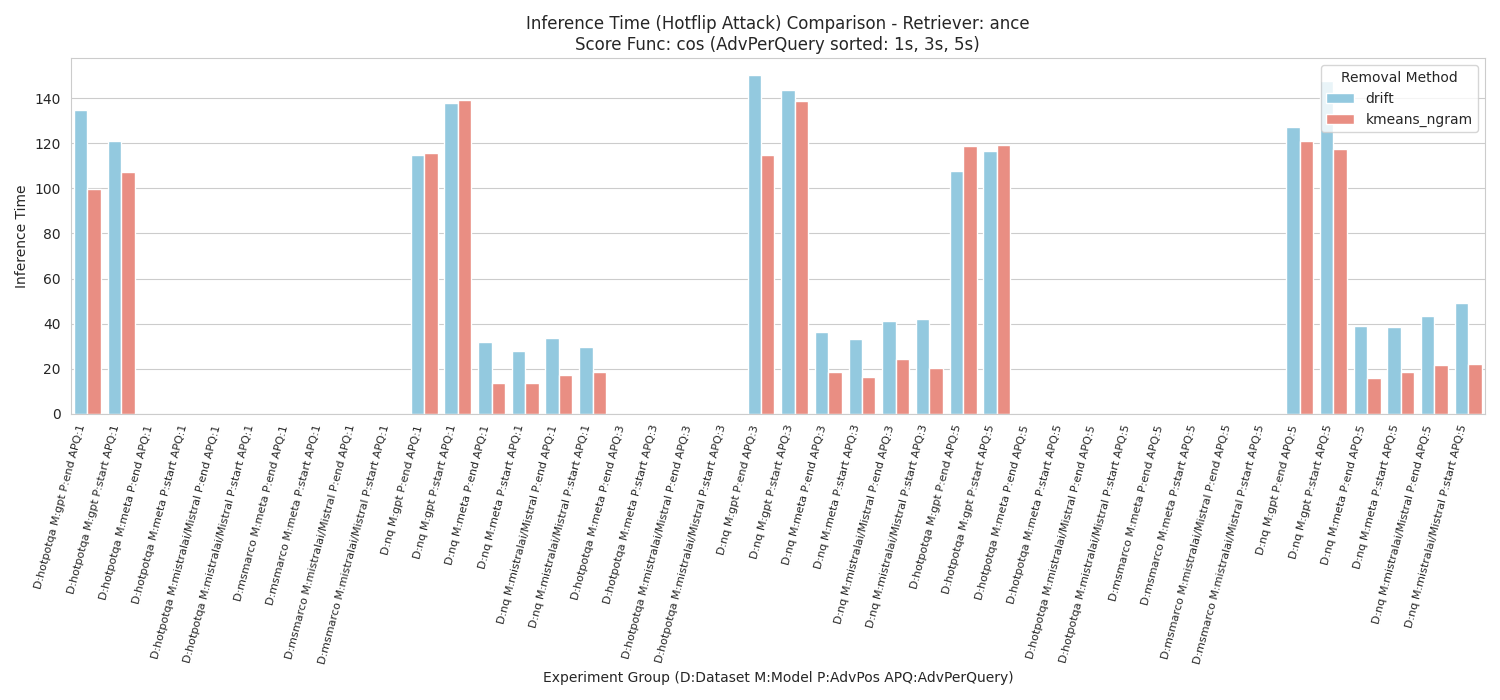 Inference Time (Hotflip Attack) Comparison - Retriever: ance
Score Func: cos (AdvPerQuery sorted: 1s, 3s, 5s)
Removal Method
drift
kmeans_ngram
Inference Time
140
120
100
80
60
40
20
0
D:hotpotqa M:gpt P:end APQ:1
D:hotpotqa M:gpt P:start APQ:1
D:hotpotqa M:meta P:end APQ:1
D:hotpotqa M:meta P:start APQ:1
D:hotpotqa M:mistralai/Mistral P:end APQ:1
D:hotpotqa M:mistralai/Mistral P:start APQ:1
D:msmarco M:meta P:end APQ:1
D:msmarco M:meta P:start APQ:1
D:msmarco M:mistralai/Mistral P:end APQ:1
D:msmarco M:mistralai/Mistral P:start APQ:1
D:nq M:gpt P:end APQ:1
D:nq M:gpt P:start APQ:1
D:nq M:meta P:end APQ:1
D:nq M:meta P:start APQ:1
D:nq M:mistralai/Mistral P:end APQ:1
D:nq M:mistralai/Mistral P:start APQ:1
D:hotpotqa M:meta P:end APQ:3
D:hotpotqa M:meta P:start APQ:3
D:hotpotqa M:mistralai/Mistral P:end APQ:3
D:hotpotqa M:mistralai/Mistral P:start APQ:3
D:nq M:gpt P:end APQ:3
D:nq M:gpt P:start APQ:3
D:nq M:meta P:end APQ:3
D:nq M:meta P:start APQ:3
D:nq M:mistralai/Mistral P:end APQ:3
D:nq M:mistralai/Mistral P:start APQ:3
D:hotpotqa M:gpt P:end APQ:5
D:hotpotqa M:gpt P:start APQ:5
D:hotpotqa M:meta P:end APQ:5
D:hotpotqa M:meta P:start APQ:5
D:hotpotqa M:mistralai/Mistral P:end APQ:5
D:hotpotqa M:mistralai/Mistral P:start APQ:5
D:msmarco M:meta P:end APQ:5
D:msmarco M:meta P:start APQ:5
D:msmarco M:mistralai/Mistral P:end APQ:5
D:msmarco M:mistralai/Mistral P:start APQ:5
D:nq M:gpt P:end APQ:5
D:nq M:gpt P:start APQ:5
D:nq M:meta P:end APQ:5
D:nq M:meta P:start APQ:5
D:nq M:mistralai/Mistral P:end APQ:5
D:nq M:mistralai/Mistral P:start APQ:5
Experiment Group (D:Dataset M:Model P:AdvPos APQ:AdvPerQuery)